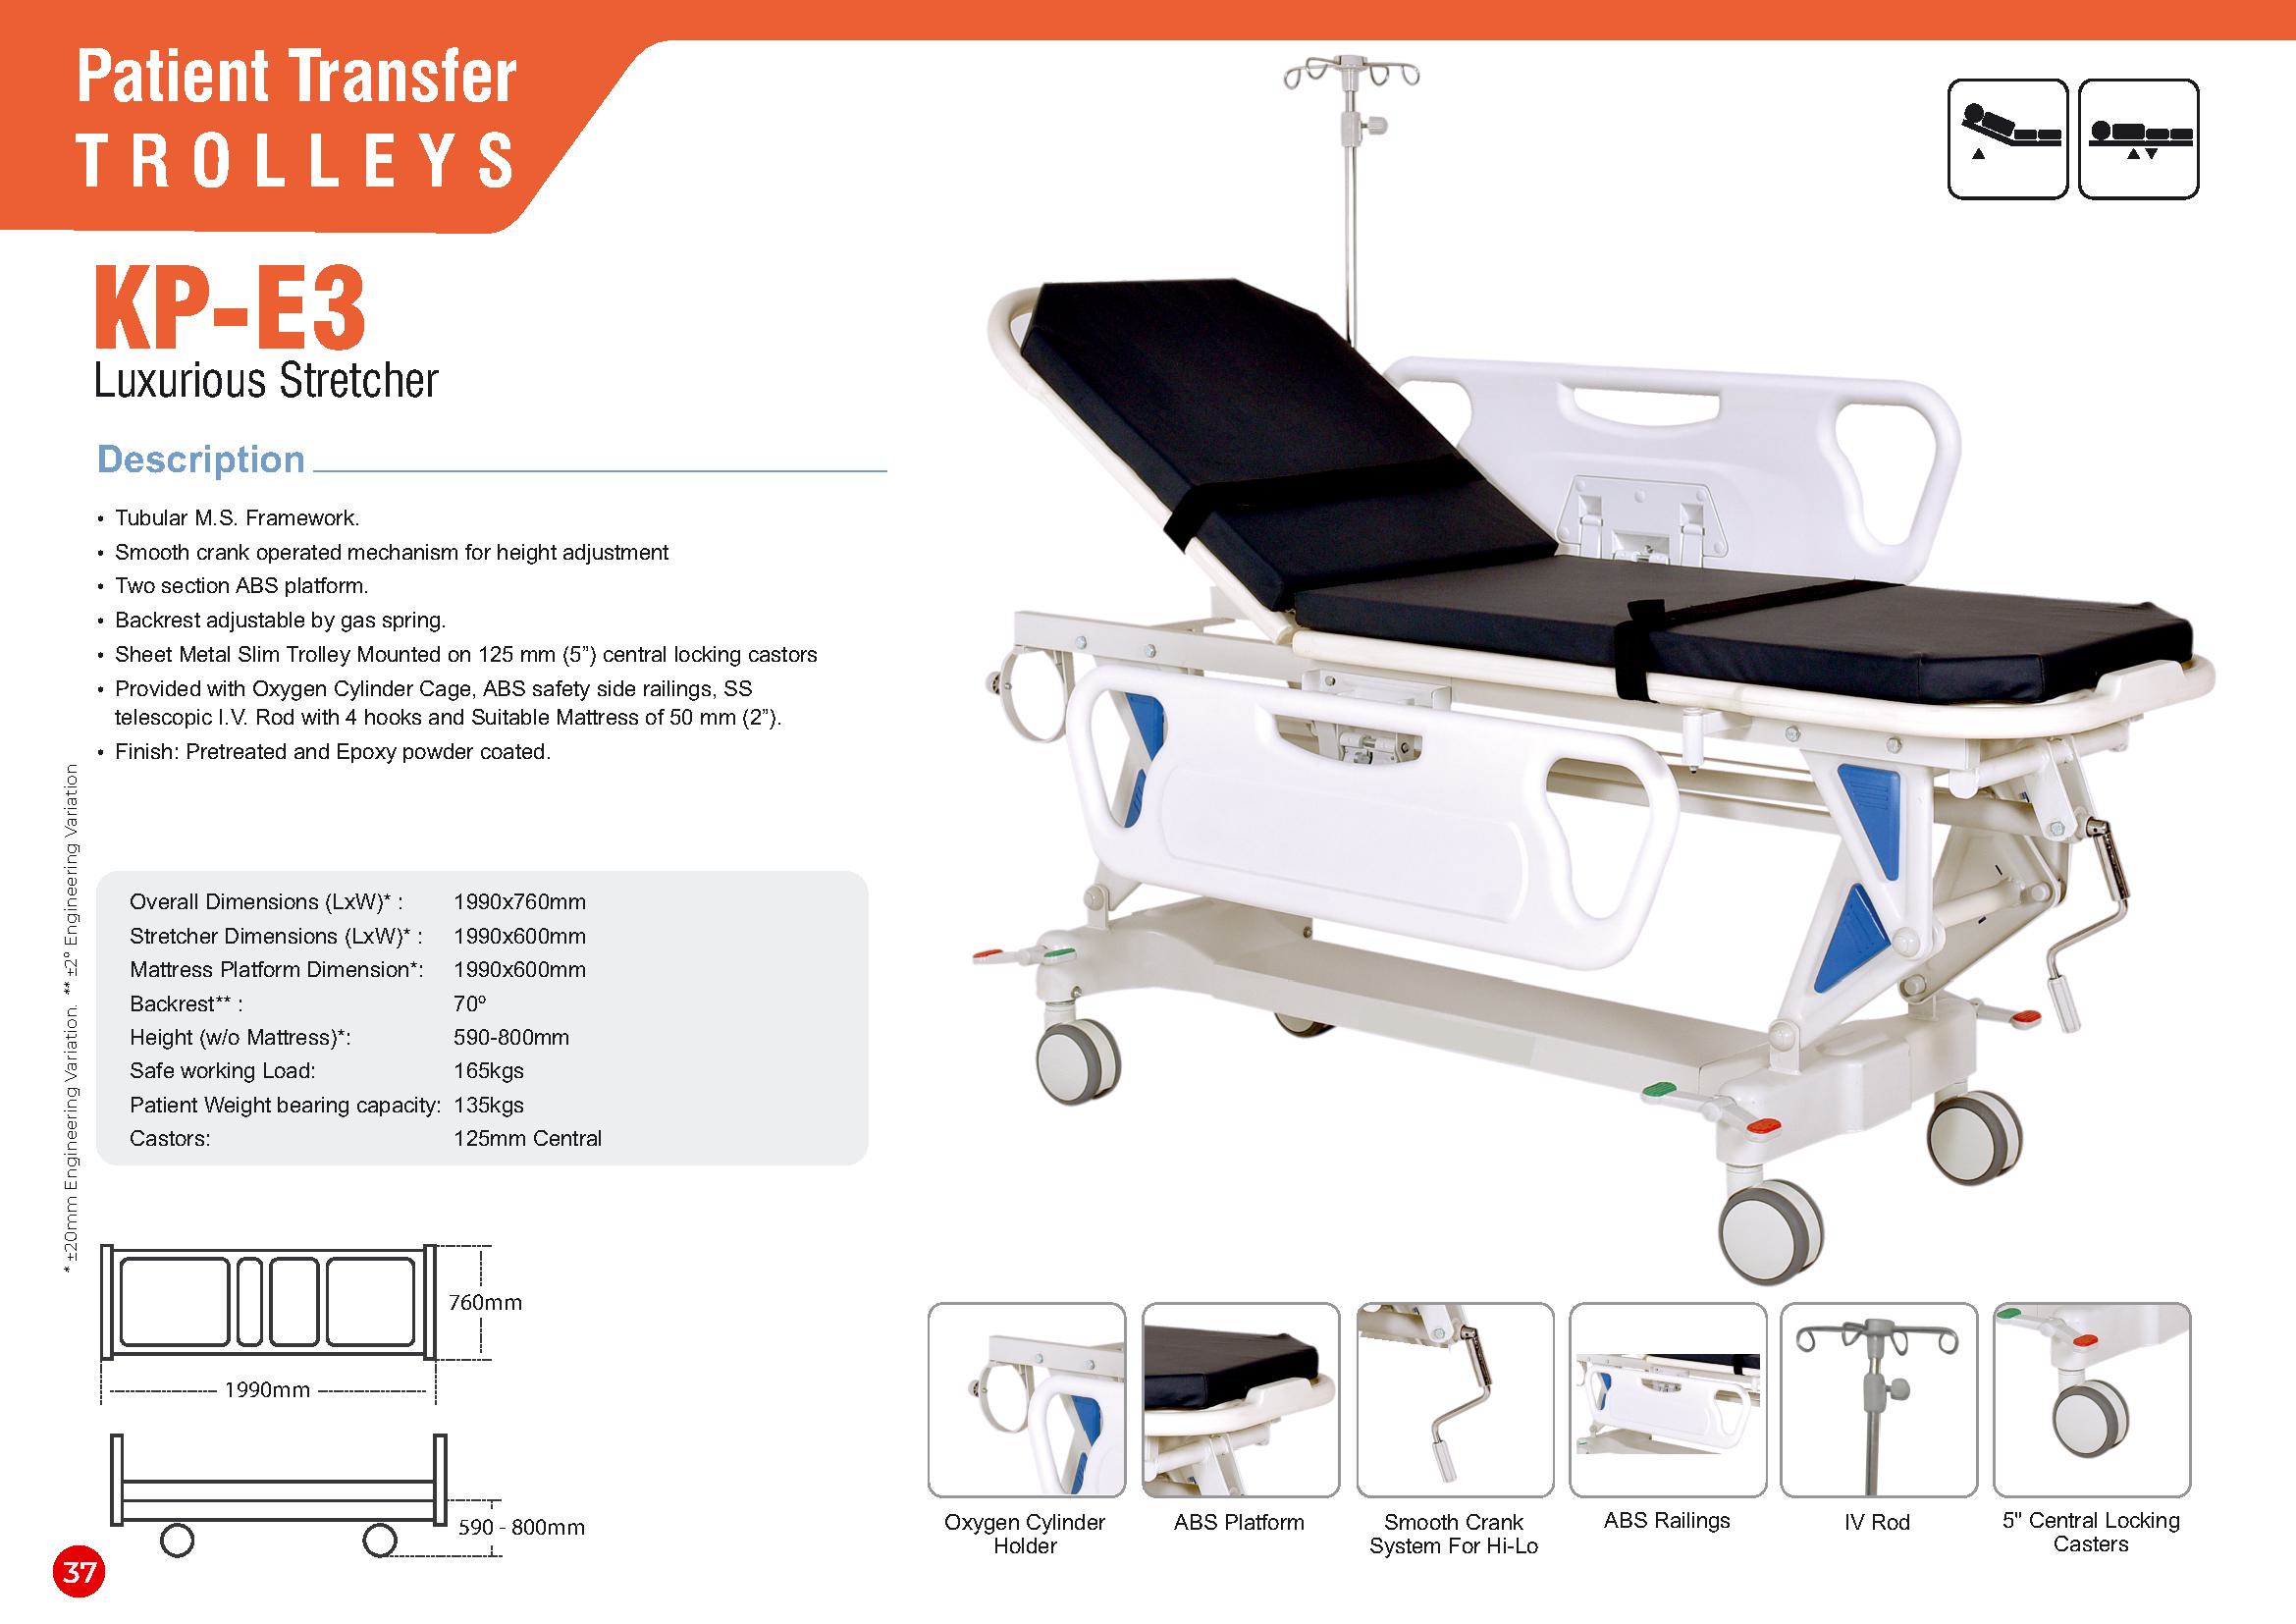 Patient Transfer
TROLLEYS
KP-E3
Luxurious Stretcher
Description
• Tubular M.S. Framework.
• Smooth crank operated mechanism for height adjustment
• Two section ABS platform.
• Backrest adjustable by gas spring.
• Sheet Metal Slim Trolley Mounted on 125 mm (5”) central locking castors
• Provided with Oxygen Cylinder Cage, ABS safety side railings, SS
telescopic I.V. Rod with 4 hooks and Suitable Mattress of 50 mm (2”).
• Finish: Pretreated and Epoxy powder coated.
* ±20mm Engineering Variation. ** ±2° Engineering Variation
Overall Dimensions (LxW)* : 1990x760mm
Stretcher Dimensions (LxW)* : 1990x600mm
Mattress Platform Dimension*: 1990x600mm
Backrest** : 70º
Height (w/o Mattress)*: 590-800mm
Safe working Load: 165kgs
Patient Weight bearing capacity: 135kgs
Castors: 125mm Central
760mm
1990mm
590 - 800mm
Oxygen Cylinder
Holder
ABS Platform
Smooth Crank
System For Hi-Lo
ABS Railings
IV Rod
5" Central Locking
Casters
37